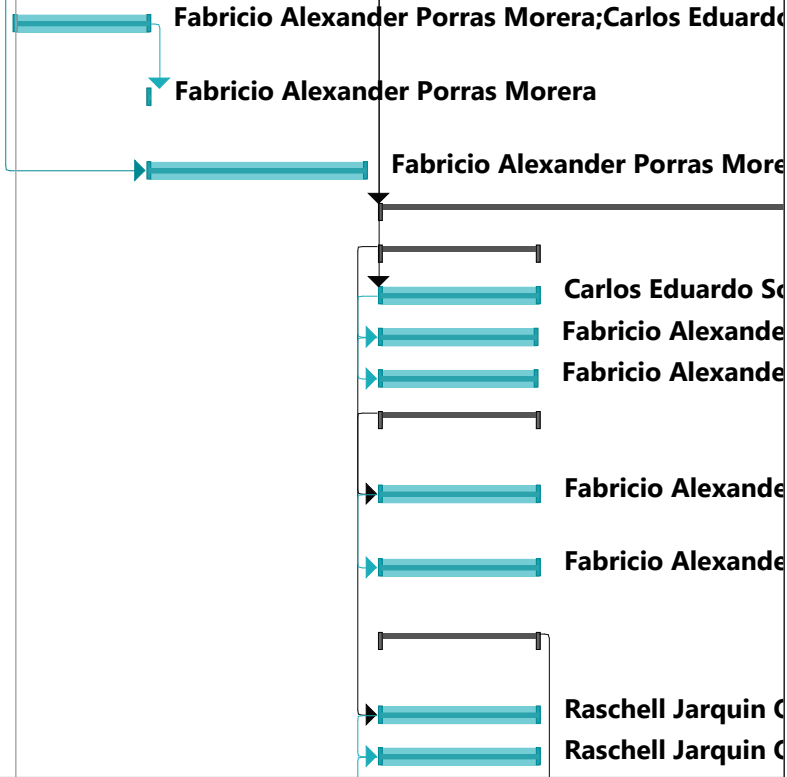 Fabricio Alexander Porras Morera;Carlos Eduardo
Fabricio Alexander Porras Morera
Fabricio Alexander Porras More
Carlos Eduardo So
Fabricio Alexande
Fabricio Alexande
Fabricio Alexande
Fabricio Alexande
Raschell Jarquin C
Raschell Jarquin C